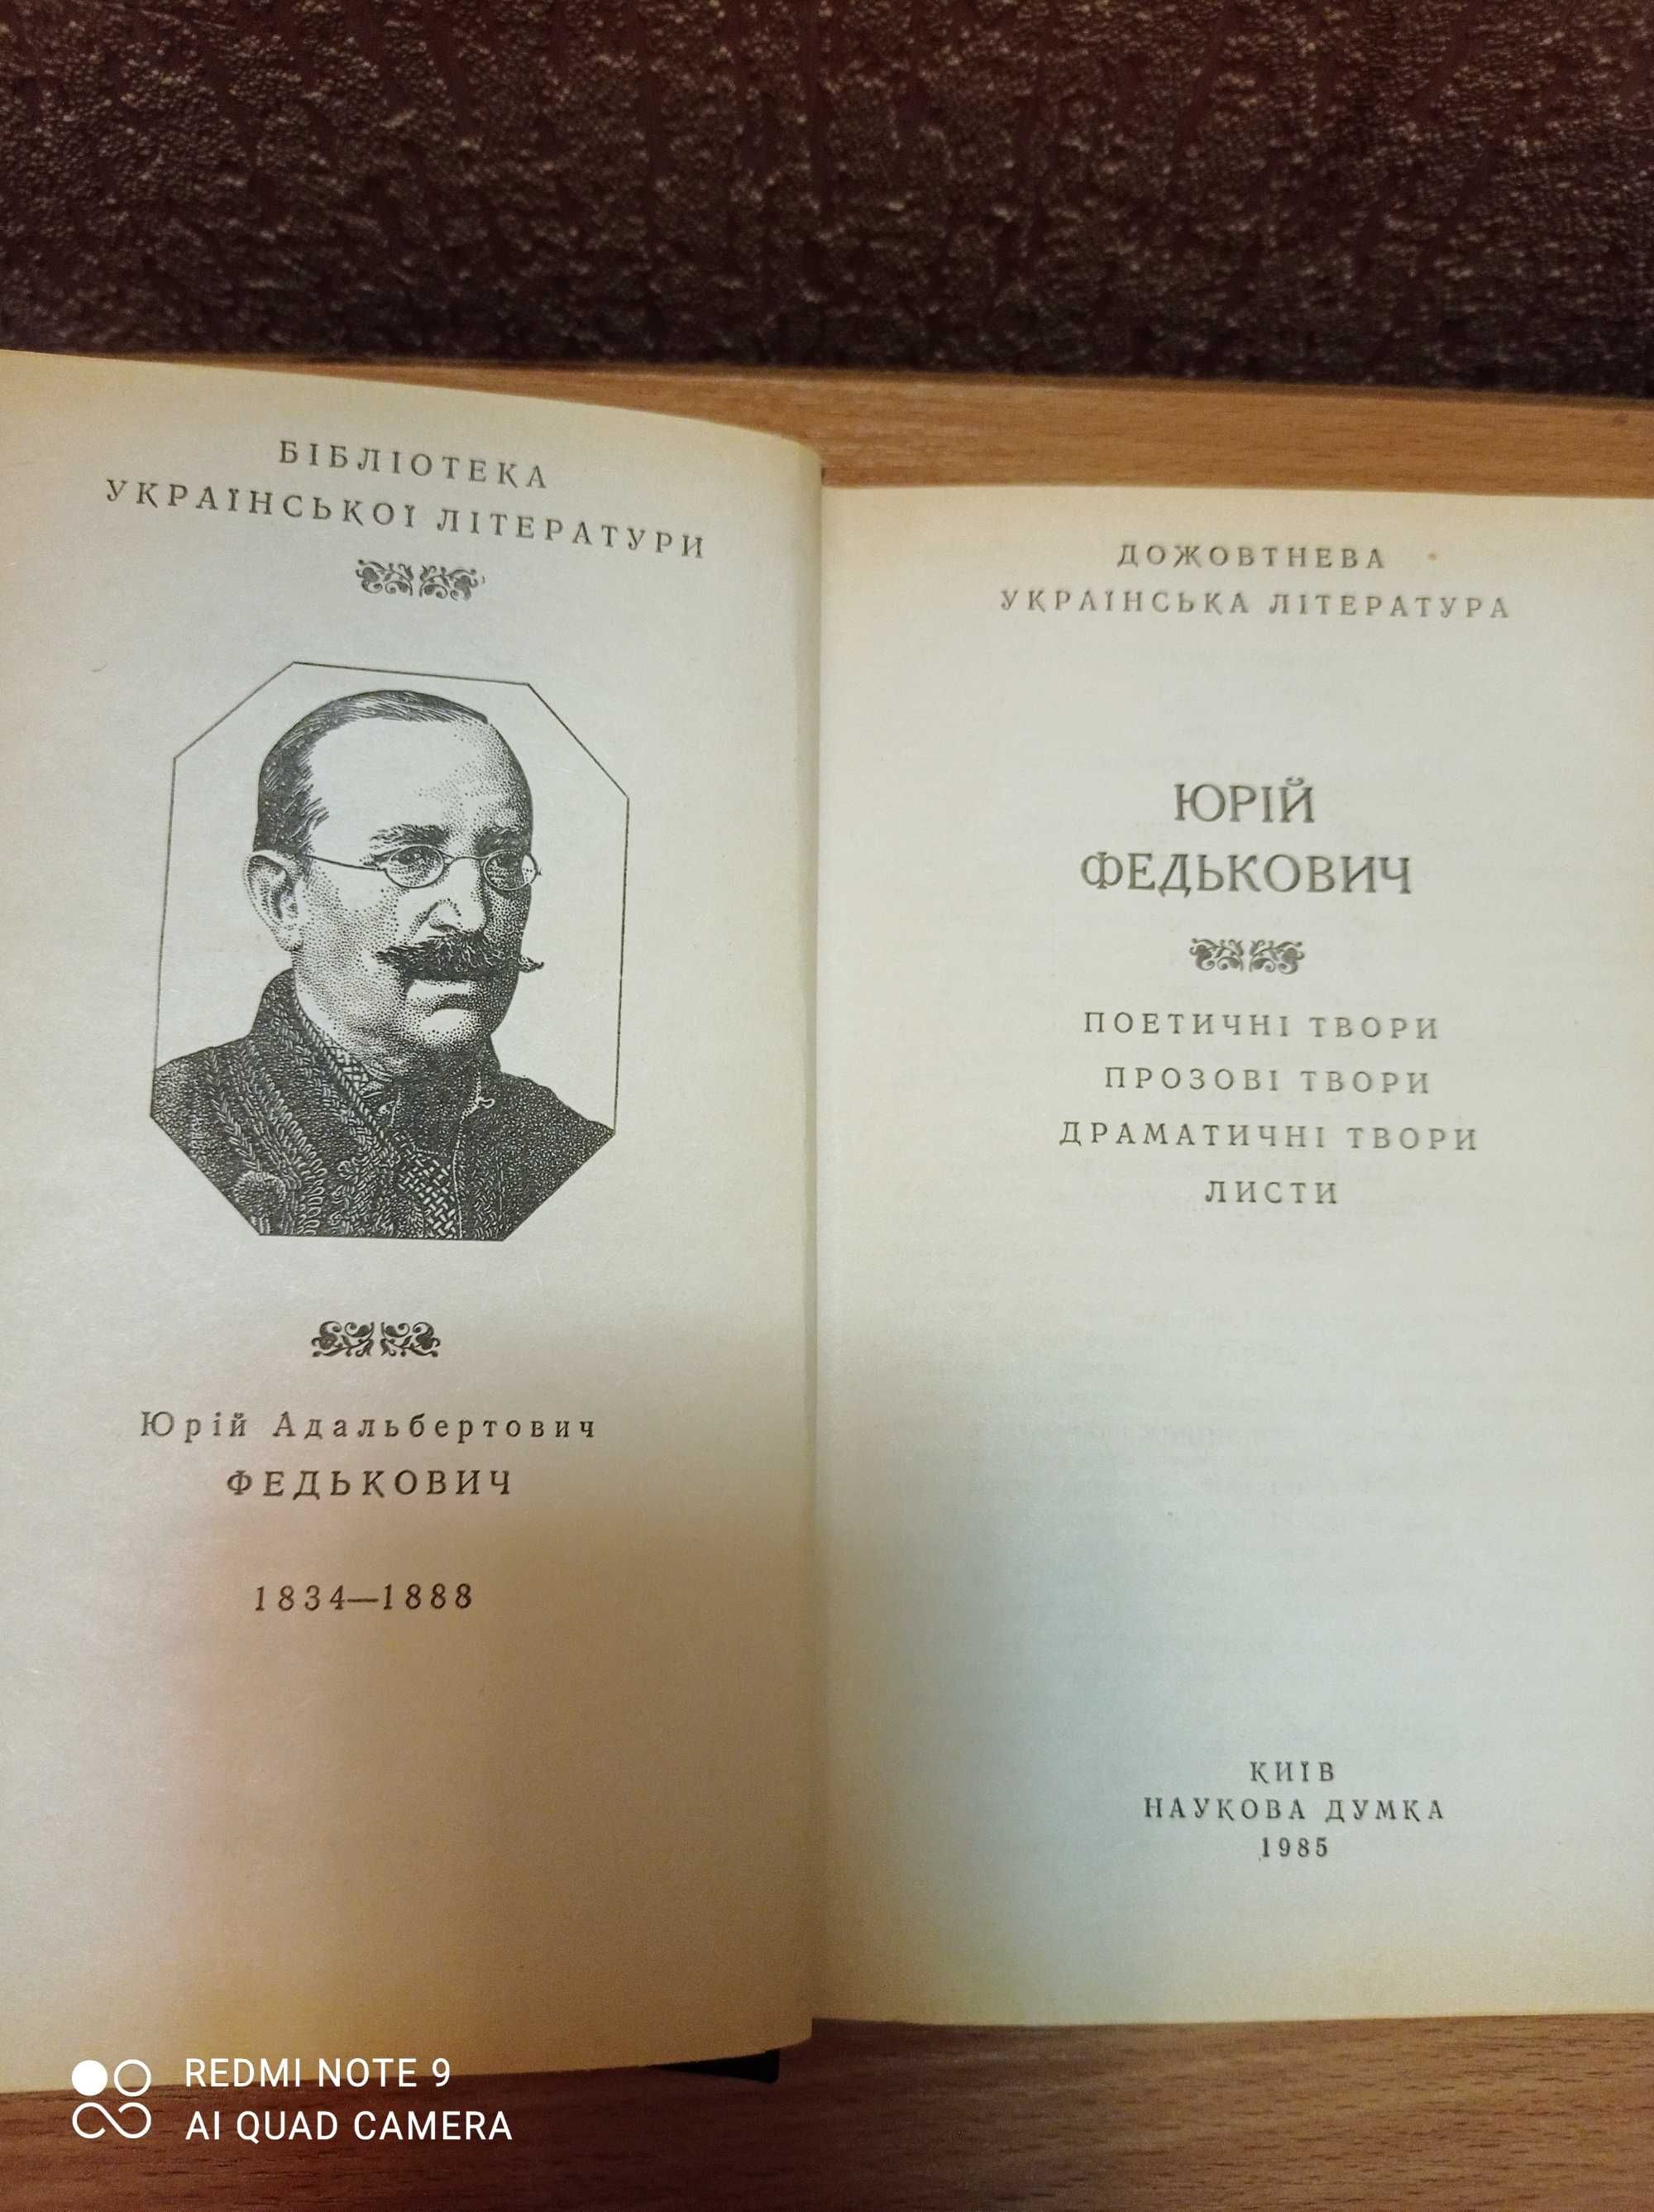 БІБЛІОТЕКА
УКРАЇНСЬКОЇ ЛІТЕРАТУРИ
Юрій Адальбертович
ФЕДЬКОВИЧ
1834—1888
ДОЖОВТНЕВА
УКРАЇНСЬКА ЛІТЕРАТУРА
ЮРІЙ
ФЕДЬКОВИЧ
ПОЕТИЧНІ ТВОРИ
ПРОЗОВІ ТВОРИ
ДРАМАТИЧНІ ТВОРИ
ЛИСТИ
КИЇВ
НАУКОВА ДУМКА
1985
REDMI NOTE 9
AI QUAD CAMERA